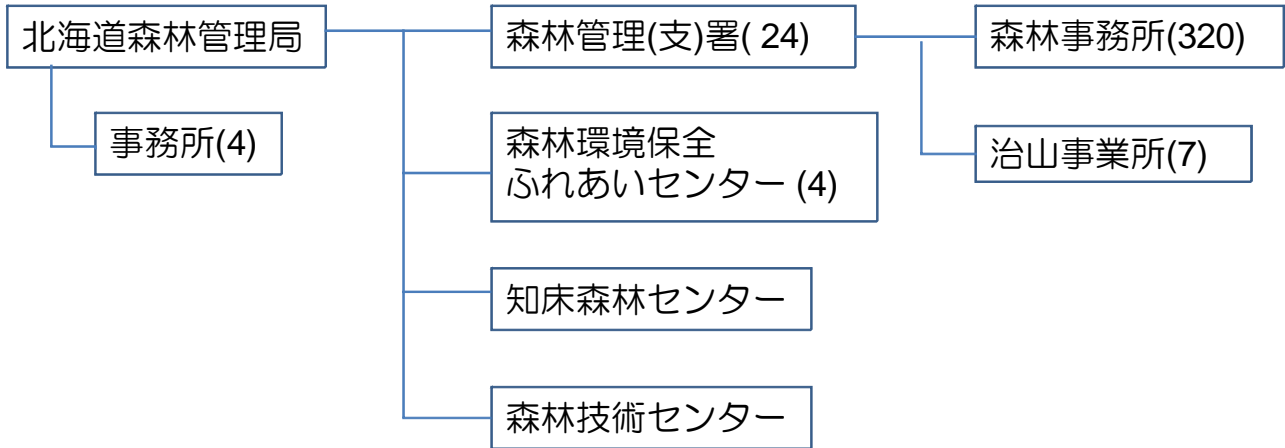 北海道森林管理局
事務所(4)
森林管理(支)署( 24)
森林環境保全
ふれあいセンター (4)
知床森林センター
森林技術センター
森林事務所(320)
治山事業所(7)